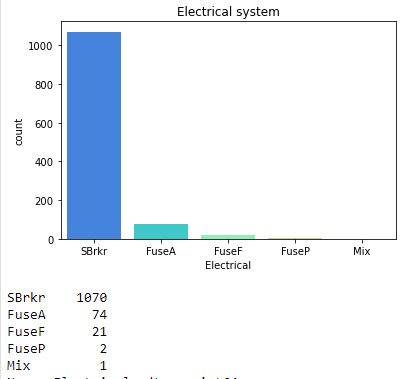 Electrical system
1000
800
600
400
200
0
count
SBrkr FuseA FuseF FuseP Mix
Electrical
SBrkr 1070
FuseA 74
FuseF 21
FuseP 2
Mix 1